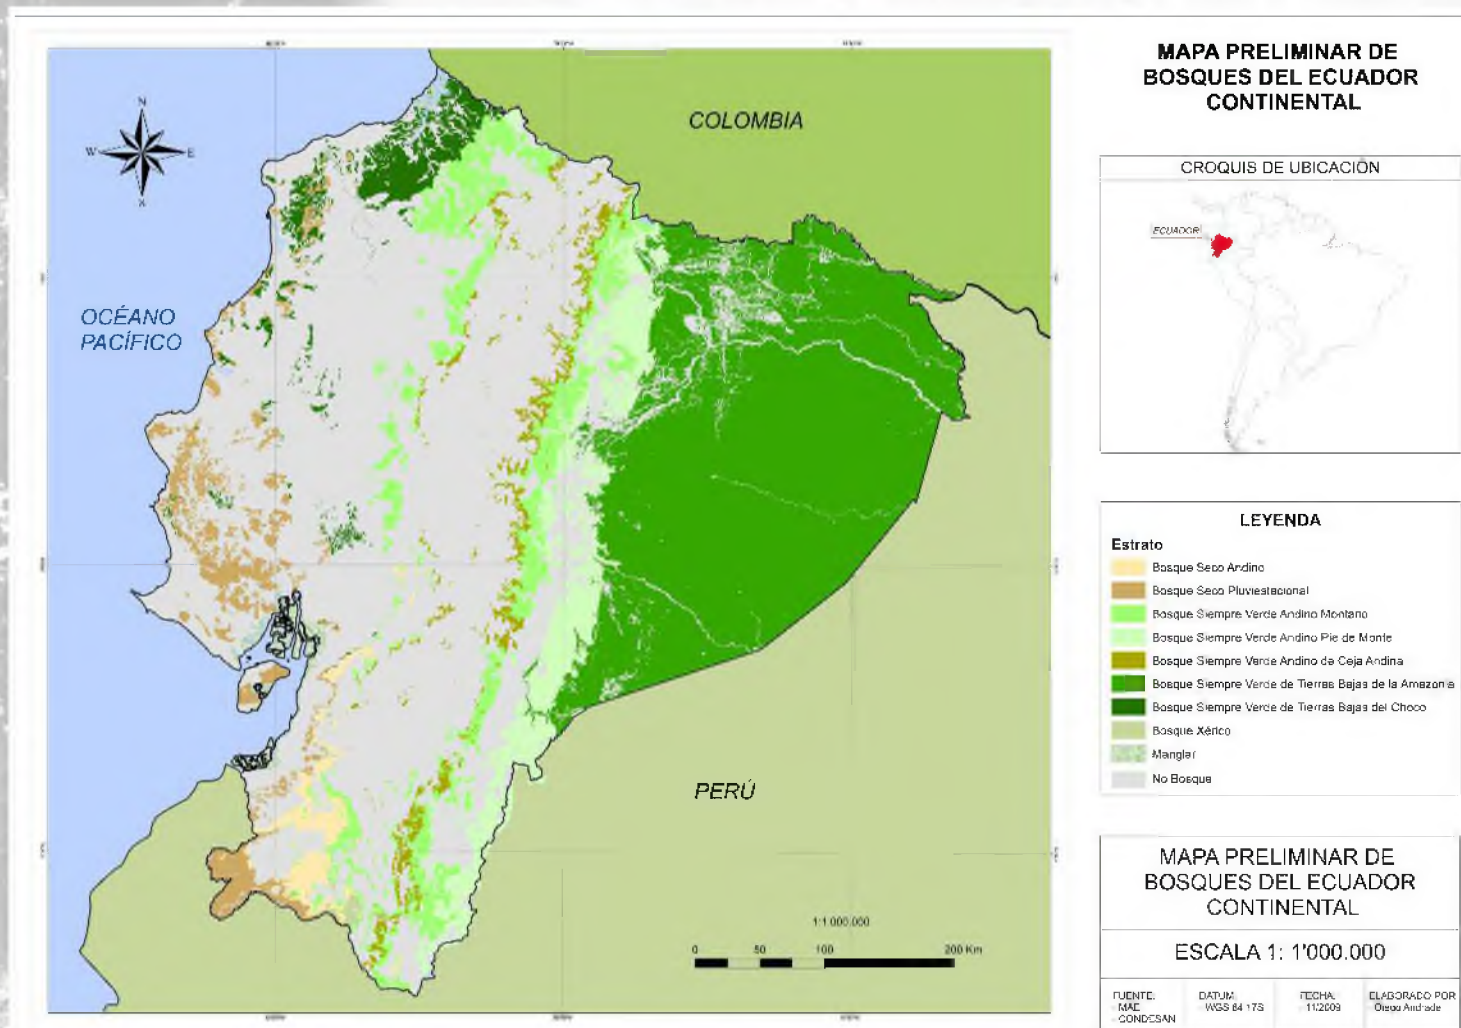 MAPA PRELIMINAR DE
BOSQUES DEL ECUADOR
CONTINENTAL
CROQUIS DE UBICACIÓN
ECUADOR
N
W
E
S
COLOMBIA
OCÉANO
PACÍFICO
PERÚ
1:1 000.000
0 50 100 200 Km
LEYENDA
Estrato
Bosque Seco Andino
Bosque Seco Pluviestacional
Bosque Siempre Verde Andino Montano
Bosque Siempre Verde Andino Pie de Monte
Bosque Siempre Verde Andino de Ceja Andina
Bosque Siempre Verde de Tierras Bajas de la Amazonia
Bosque Siempre Verde de Tierras Bajas del Choco
Bosque Xérico
Manglar
No Bosque
MAPA PRELIMINAR DE
BOSQUES DEL ECUADOR
CONTINENTAL
ESCALA 1: 1'000.000
FUENTE:
- MAE
- CONDESAN
DATUM:
- WGS 84 17S
FECHA:
- 11/2009
ELABORADO POR
Diego Andrade